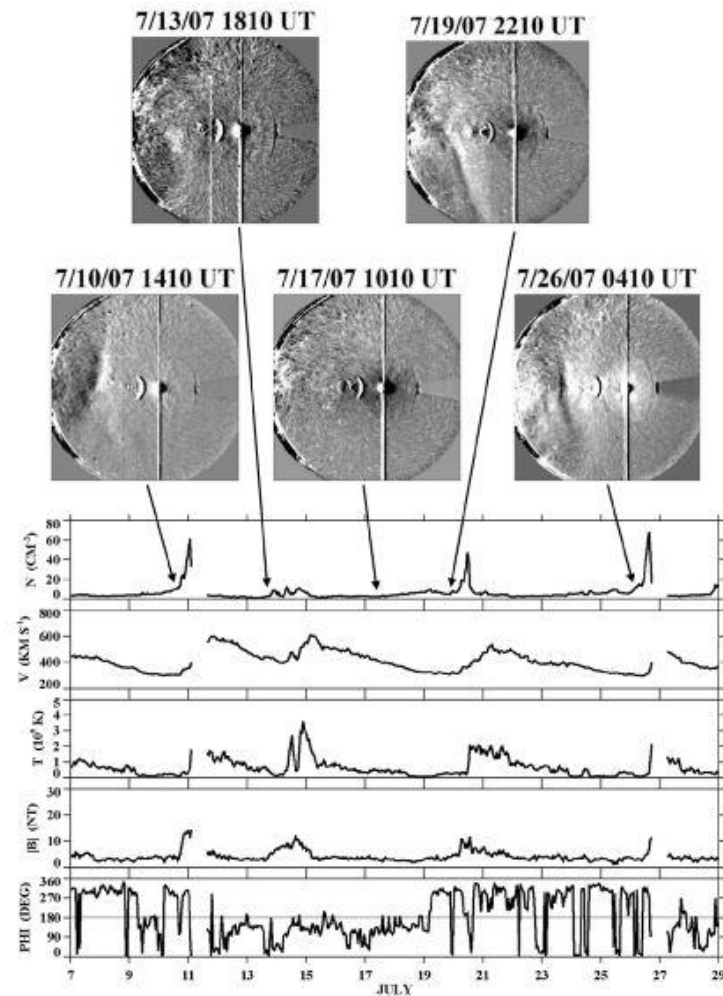 7/13/07 1810 UT
7/19/07 2210 UT
7/10/07 1410 UT
7/17/07 1010 UT
7/26/07 0410 UT
N (CM⁻³)
80
60
40
20
0
V (KM S⁻¹)
800
600
400
200
T (10⁵ K)
5
4
3
2
1
0
|B| (NT)
30
20
10
0
PHI (DEG)
360
270
180
90
0
7 11 13 15 17 19 21 23 25 27 29
JULY